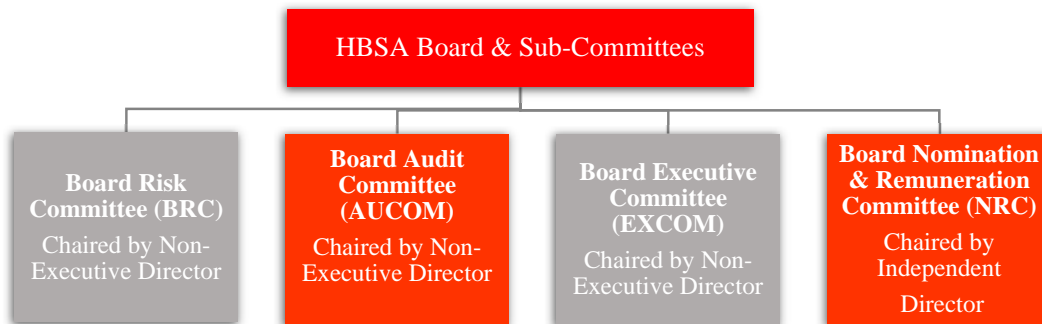 HBSA Board & Sub-Committees
Board Risk
Committee (BRC)
Chaired by Non-
Executive Director
Board Audit
Committee
(AUCOM)
Chaired by Non-
Executive Director
Board Executive
Committee
(EXCOM)
Chaired by Non-
Executive Director
Board Nomination
& Remuneration
Committee (NRC)
Chaired by
Independent
Director